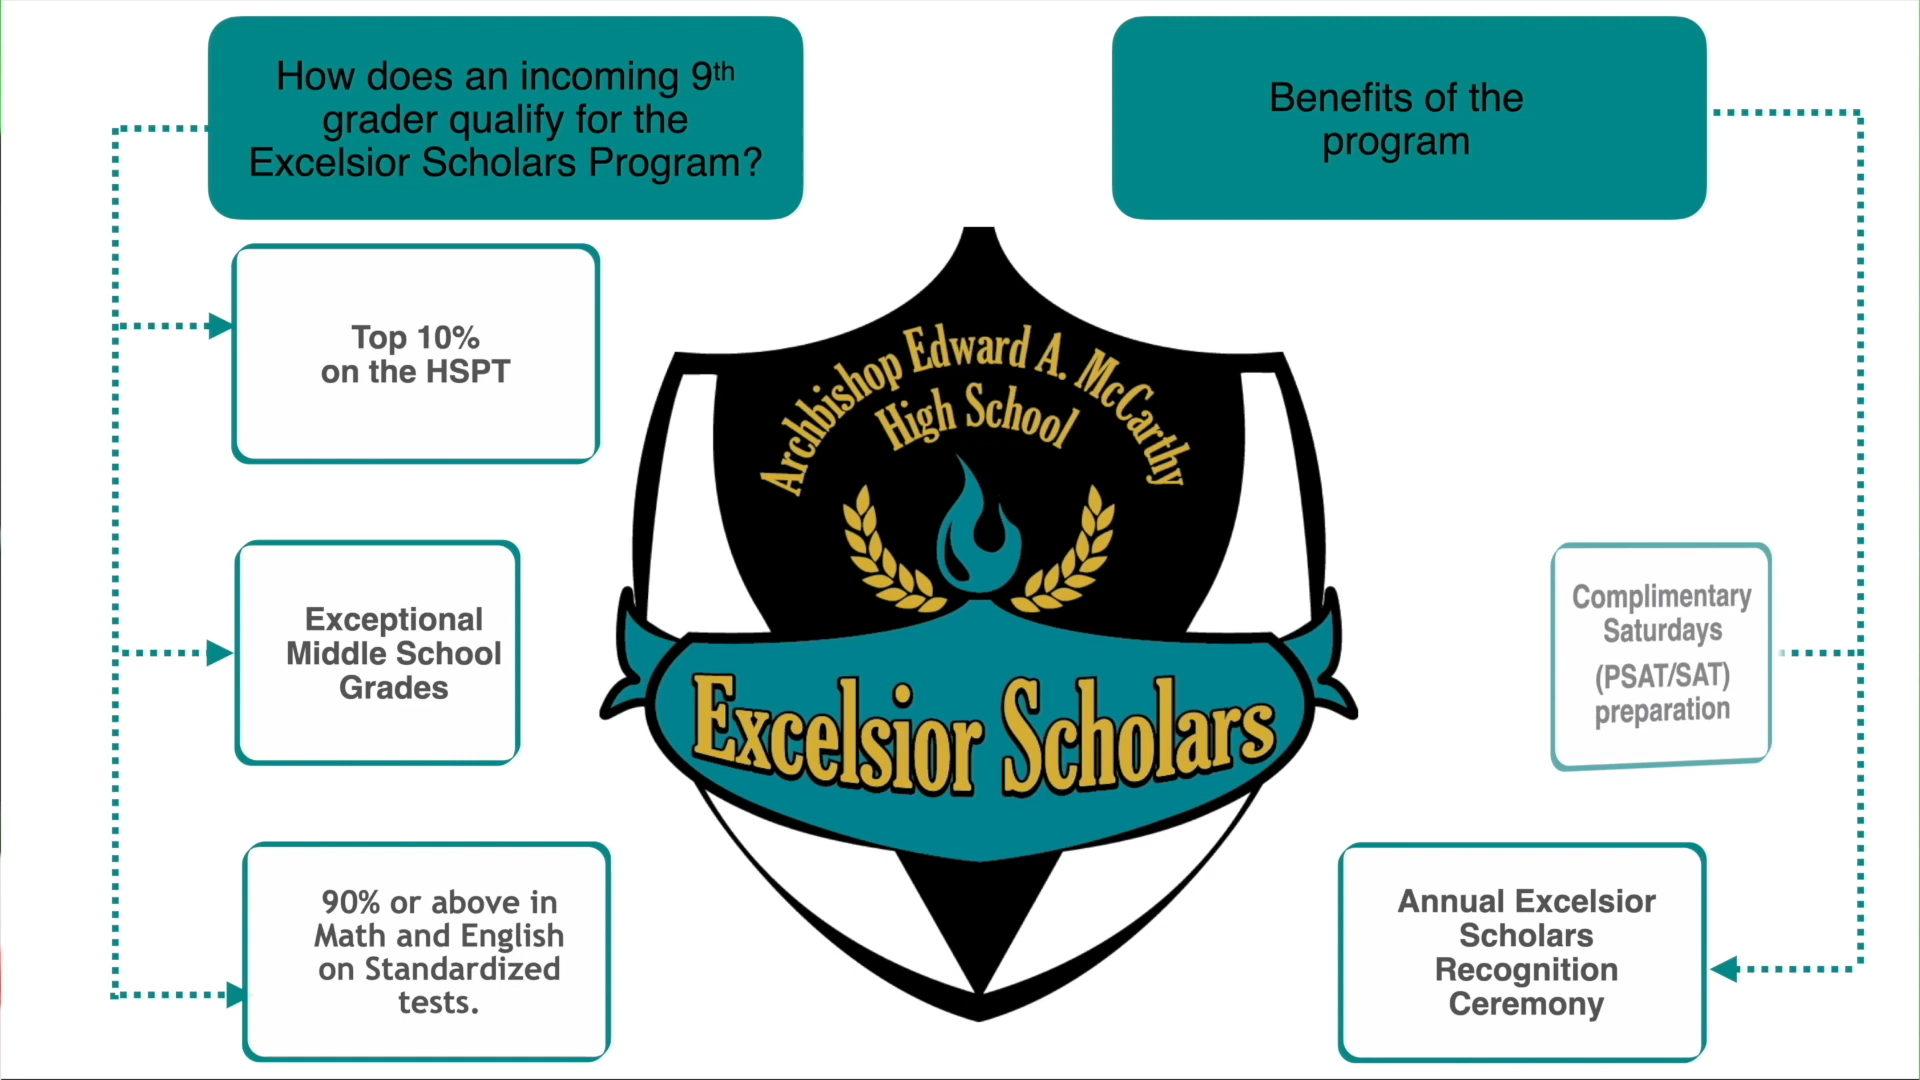 How does an incoming 9th
grader qualify for the
Excelsior Scholars Program?
Top 10%
on the HSPT
Exceptional
Middle School
Grades
90% or above in
Math and English
on Standardized
tests.
Archbishop Edward A. McCarthy
High School
Excelsior Scholars
Benefits of the
program
Complimentary
Saturdays
(PSAT/SAT)
preparation
Annual Excelsior
Scholars
Recognition
Ceremony